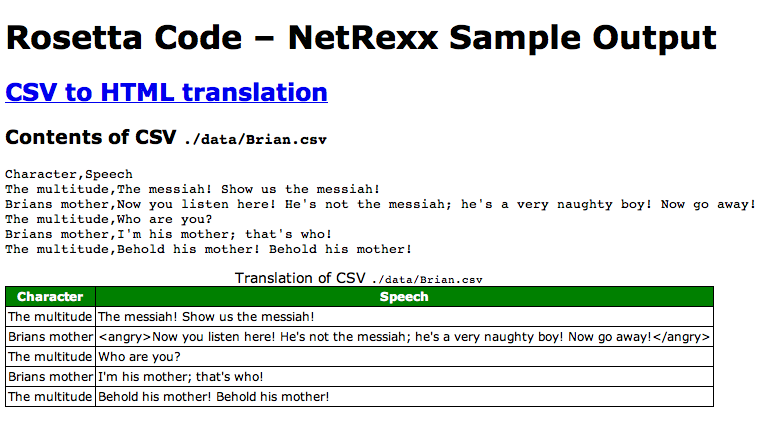 Rosetta Code – NetRexx Sample Output
CSV to HTML translation
Contents of CSV ./data/Brian.csv
Character,Speech
The multitude,The messiah! Show us the messiah!
Brians mother,Now you listen here! He's not the messiah; he's a very naughty boy! Now go away!
The multitude,Who are you?
Brians mother,I'm his mother; that's who!
The multitude,Behold his mother! Behold his mother!
Translation of CSV ./data/Brian.csv
Character Speech
The multitude The messiah! Show us the messiah!
Brians mother <angry>Now you listen here! He's not the messiah; he's a very naughty boy! Now go away!</angry>
The multitude Who are you?
Brians mother I'm his mother; that's who!
The multitude Behold his mother! Behold his mother!